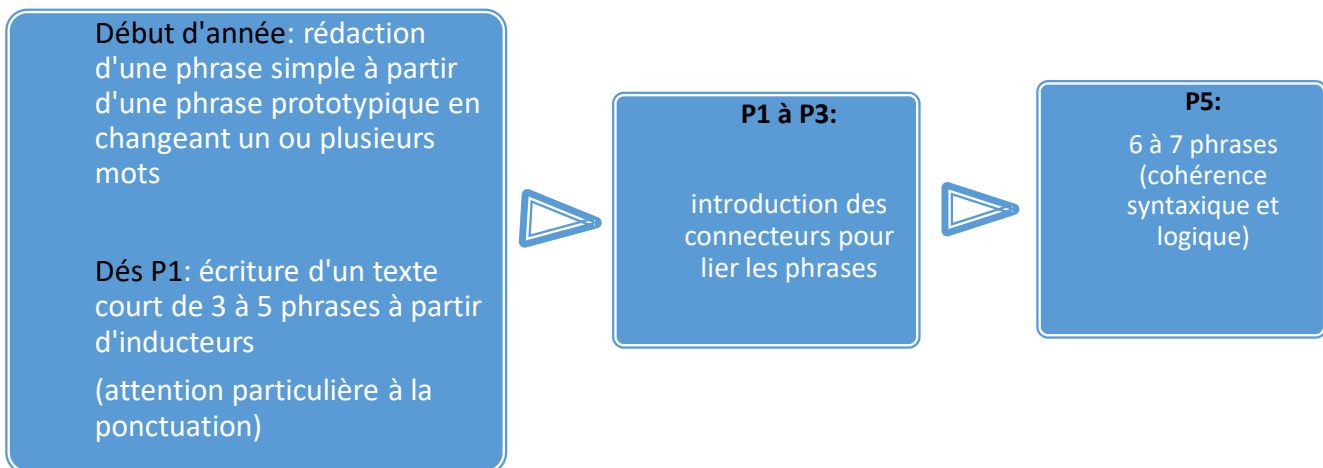 Début d'année: rédaction
d'une phrase simple à partir
d'une phrase prototypique en
changeant un ou plusieurs
mots
Dés P1: écriture d'un texte
court de 3 à 5 phrases à partir
d'inducteurs
(attention particulière à la
ponctuation)
P1 à P3:
introduction des
connecteurs pour
lier les phrases
P5:
6 à 7 phrases
(cohérence
syntaxique et
logique)